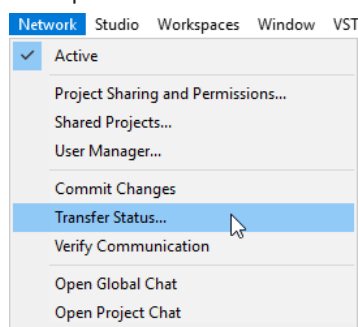 Network Studio Workspaces Window VST
Active
Project Sharing and Permissions...
Shared Projects...
User Manager...
Commit Changes
Transfer Status...
Verify Communication
Open Global Chat
Open Project Chat